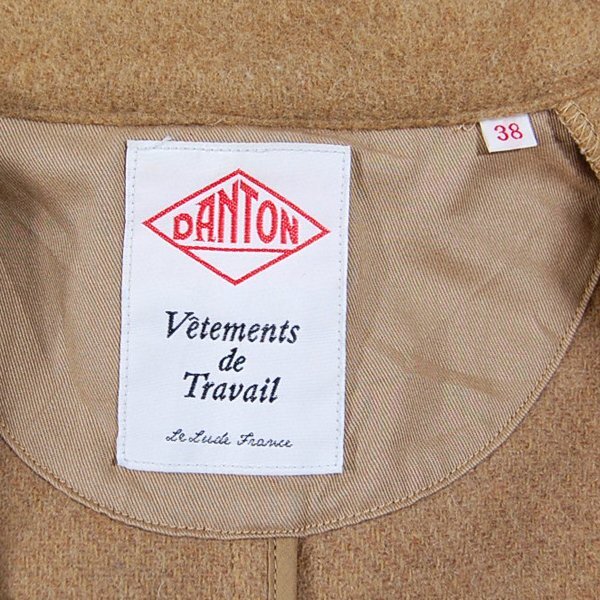 38
DANTON
Vêtements
de
Travail
Le Lude France